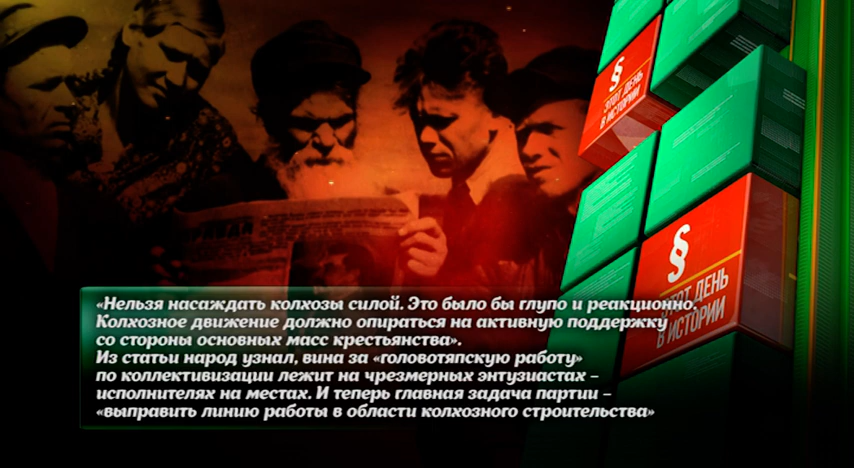 §
ЭТОТ ДЕНЬ
В ИСТОРИИ
§
ЭТОТ ДЕНЬ
В ИСТОРИИ
«Нельзя насаждать колхозы силой. Это было бы глупо и реакционно.
Колхозное движение должно опираться на активную поддержку
со стороны основных масс крестьянства».
Из статьи народ узнал, вина за «головотяпскую работу»
по коллективизации лежит на чрезмерных энтузиастах –
исполнителях на местах. И теперь главная задача партии –
«выправить линию работы в области колхозного строительства»